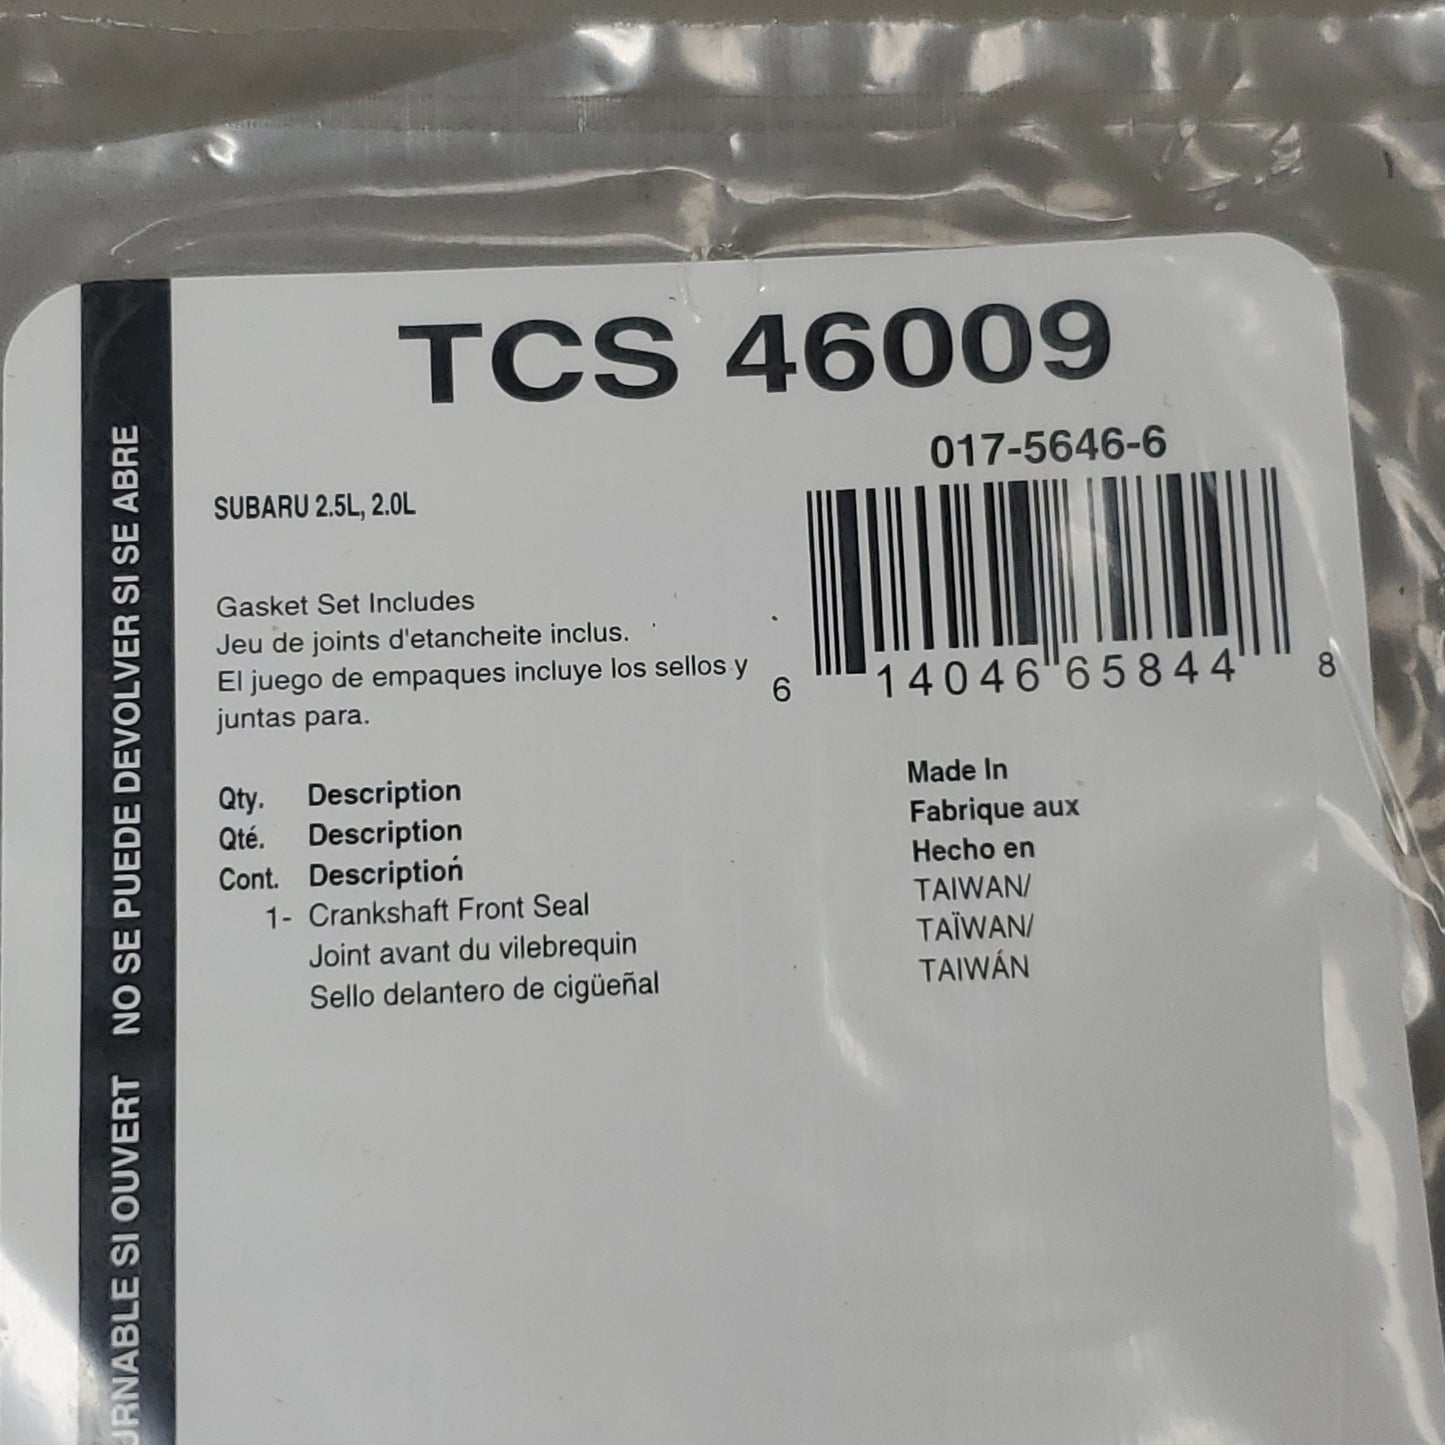 TCS 46009
017-5646-6
SUBARU 2.5L, 2.0L
Gasket Set Includes
Jeu de joints d'etancheite inclus.
El juego de empaques incluye los sellos y
juntas para.
6 14046 65844 8
Qty. Description
Qté. Description
Cont. Descriptioń
1- Crankshaft Front Seal
Joint avant du vilebrequin
Sello delantero de cigüeñal
Made In
Fabrique aux
Hecho en
TAIWAN/
TAÏWAN/
TAIWÁN
SI OUVERT NO SE PUEDE DEVOLVER SI SE ABRE